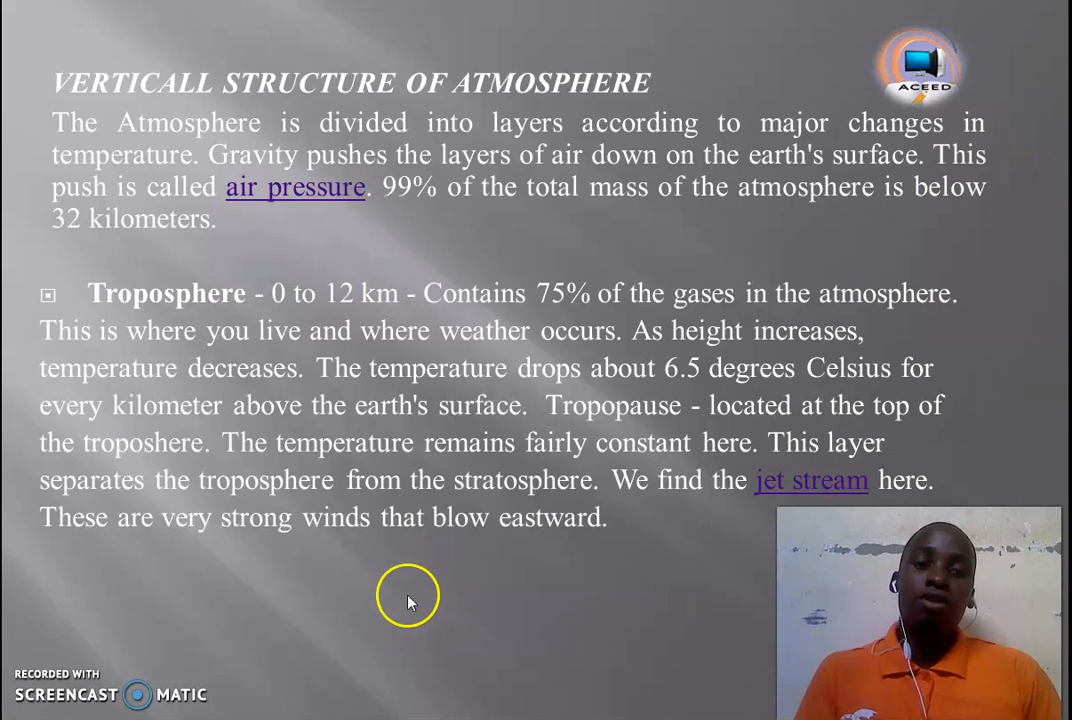 VERTICALL STRUCTURE OF ATMOSPHERE
ACEED
The Atmosphere is divided into layers according to major changes in
temperature. Gravity pushes the layers of air down on the earth's surface. This
push is called air pressure. 99% of the total mass of the atmosphere is below
32 kilometers.
Troposphere - 0 to 12 km - Contains 75% of the gases in the atmosphere.
This is where you live and where weather occurs. As height increases,
temperature decreases. The temperature drops about 6.5 degrees Celsius for
every kilometer above the earth's surface. Tropopause - located at the top of
the troposhere. The temperature remains fairly constant here. This layer
separates the troposphere from the stratosphere. We find the jet stream here.
These are very strong winds that blow eastward.
RECORDED WITH
SCREENCAST MATIC